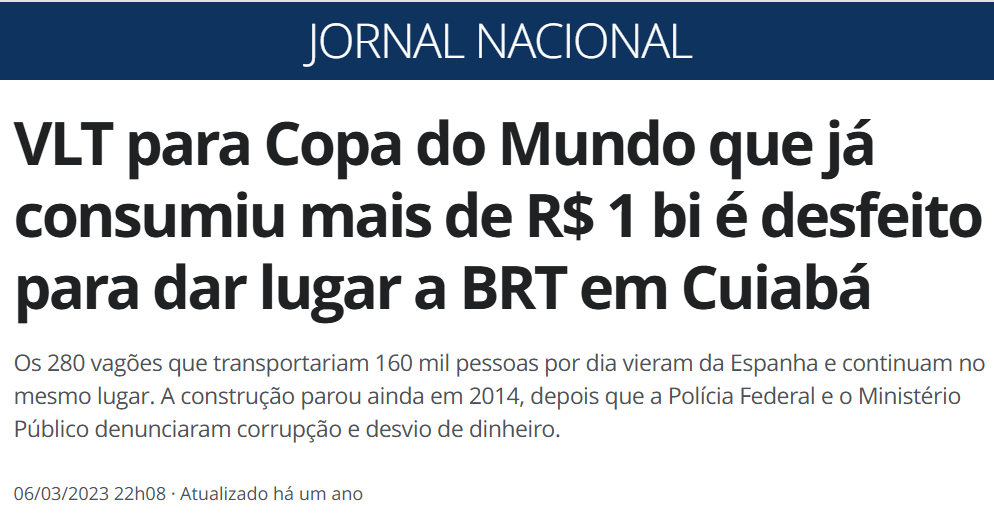 JORNAL NACIONAL
VLT para Copa do Mundo que já
consumiu mais de R$ 1 bi é desfeito
para dar lugar a BRT em Cuiabá
Os 280 vagões que transportariam 160 mil pessoas por dia vieram da Espanha e continuam no
mesmo lugar. A construção parou ainda em 2014, depois que a Polícia Federal e o Ministério
Público denunciaram corrupção e desvio de dinheiro.
06/03/2023 22h08 · Atualizado há um ano